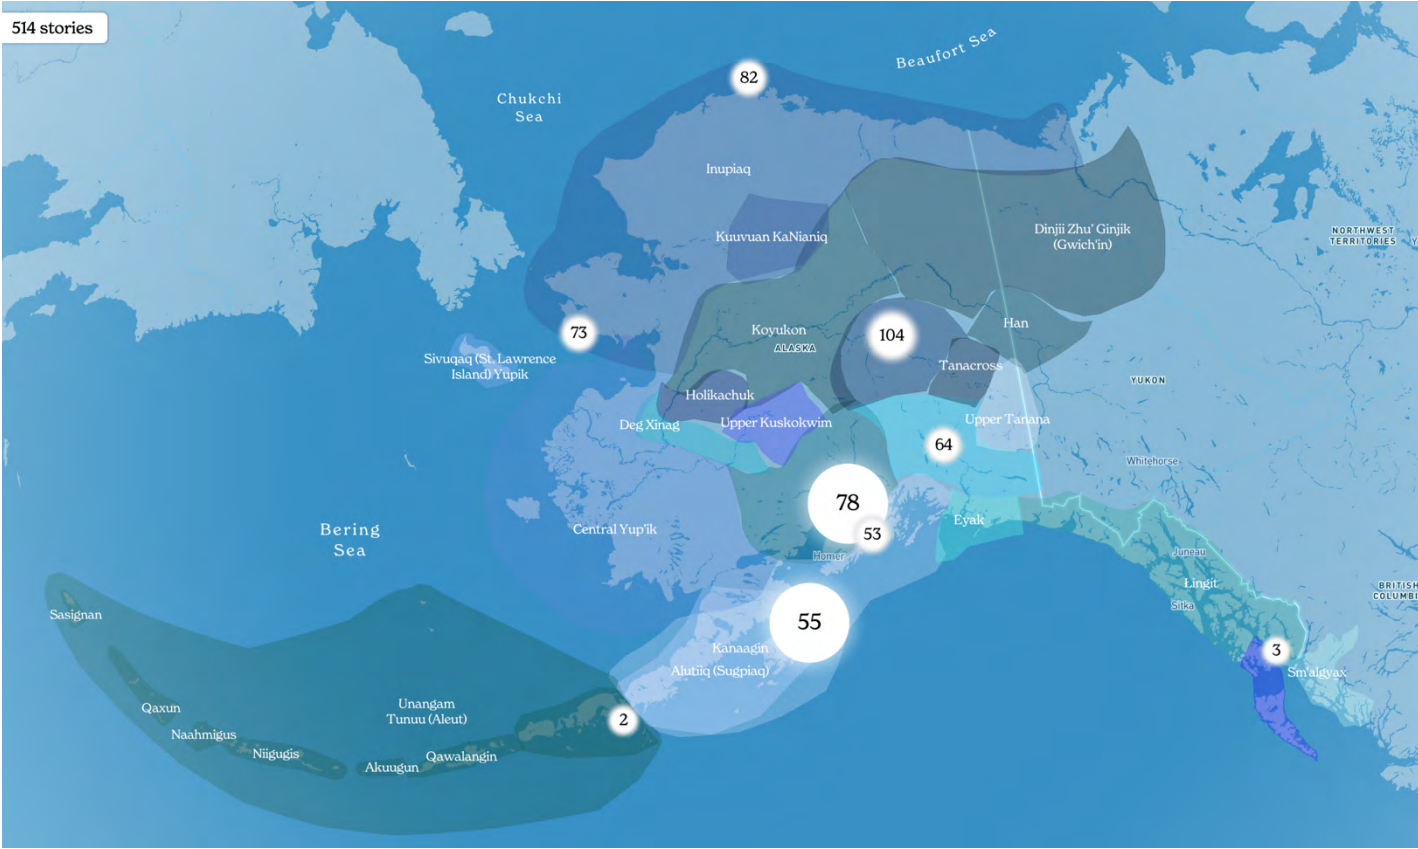 514 stories
Beaufort Sea
82
Chukchi
Sea
Inupiaq
Kuuvuan KaNianiq
Dinjii Zhu' Ginjik
(Gwich'in)
NORTHWEST
TERRITORIES
73
Koyukon
ALASKA
104
Han
Sivuqaq (St. Lawrence
Island) Yupik
Tanacross
YUKON
Holikachuk
Deg Xinag
Upper Kuskokwim
Upper Tanana
64
Whitehorse
78
53
Eyak
Bering
Sea
Central Yup'ik
Homer
Juneau
Łingít
Sitka
BRITISH
COLUMBI
Sasignan
55
Kanaagin
Alutiiq (Sugpiaq)
3
Sm'algyax
Qaxun
Unangam
Tunuu (Aleut)
2
Naahmigus
Niigugis
Akuugun
Qawalangin